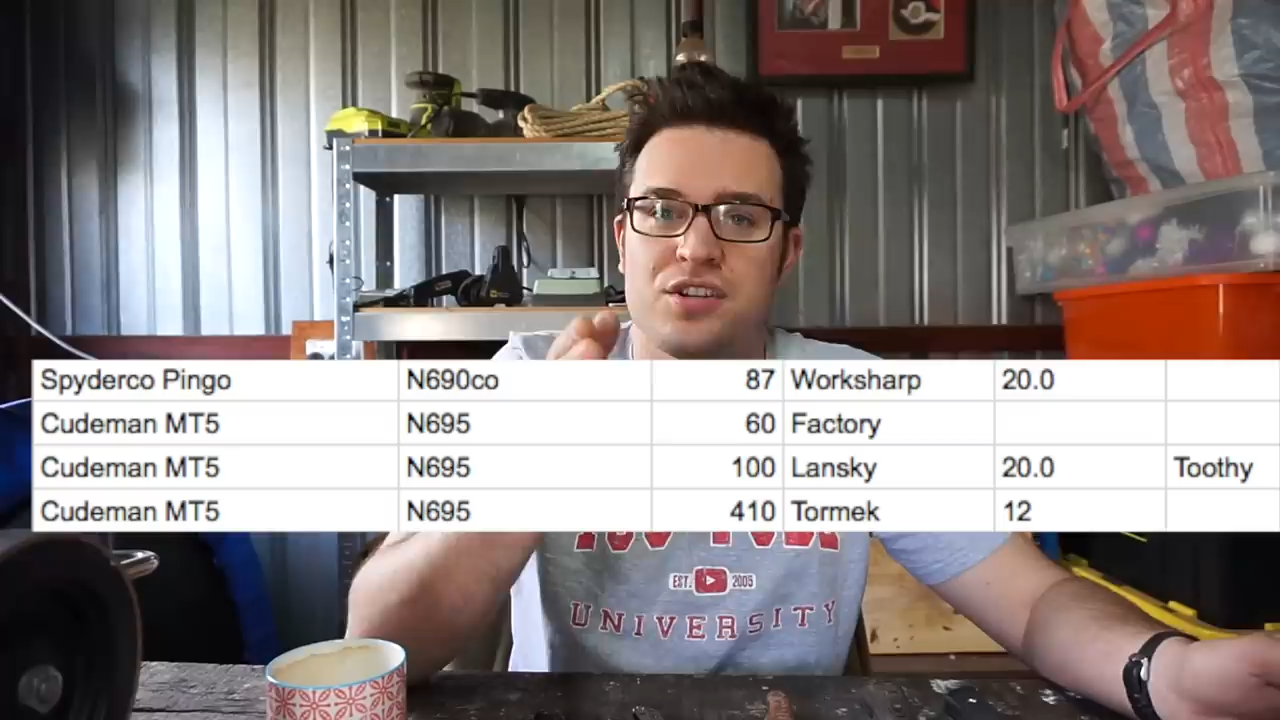 Spyderco Pingo N690co 87 Worksharp 20.0
Cudeman MT5 N695 60 Factory
Cudeman MT5 N695 100 Lansky 20.0 Toothy
Cudeman MT5 N695 410 Tormek 12
EST. 2005
UNIVERSITY